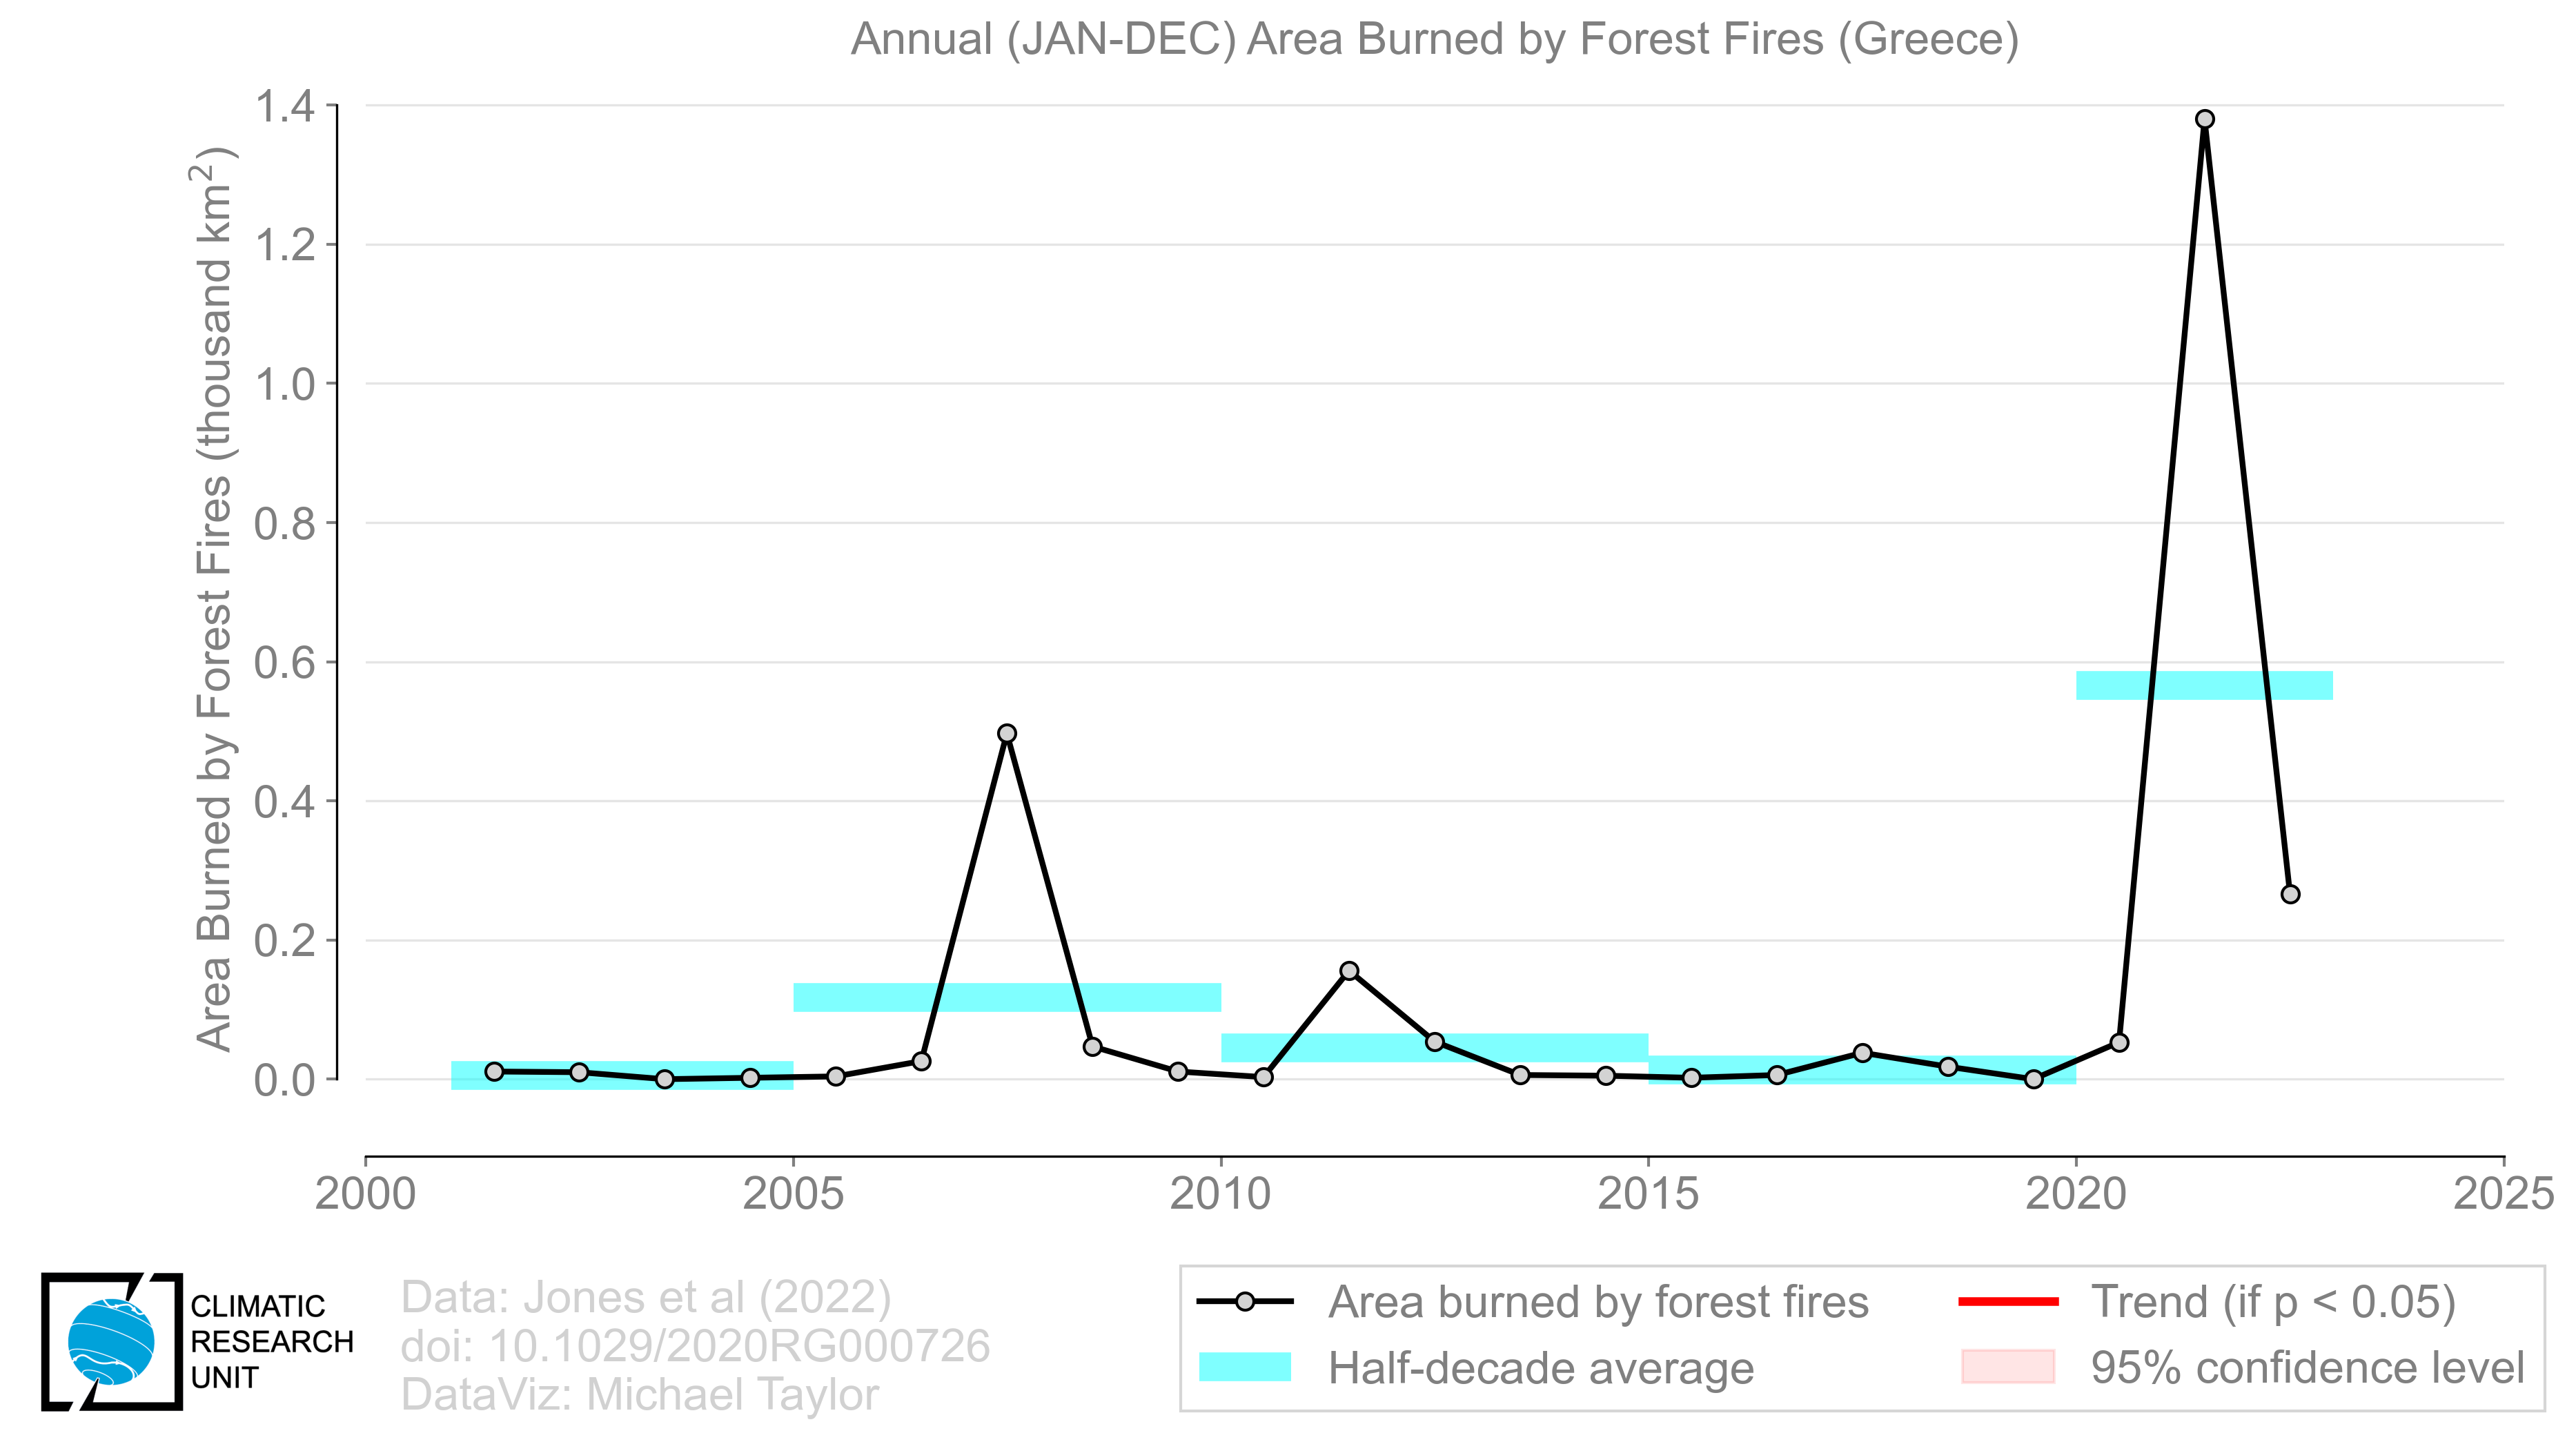 Annual (JAN-DEC) Area Burned by Forest Fires (Greece)
Area Burned by Forest Fires (thousand km²)
1.4
1.2
1.0
0.8
0.6
0.4
0.2
0.0
2000
2005
2010
2015
2020
2025
CLIMATIC
RESEARCH
UNIT
Data: Jones et al (2022)
doi: 10.1029/2020RG000726
DataViz: Michael Taylor
Area burned by forest fires
Half-decade average
Trend (if p < 0.05)
95% confidence level